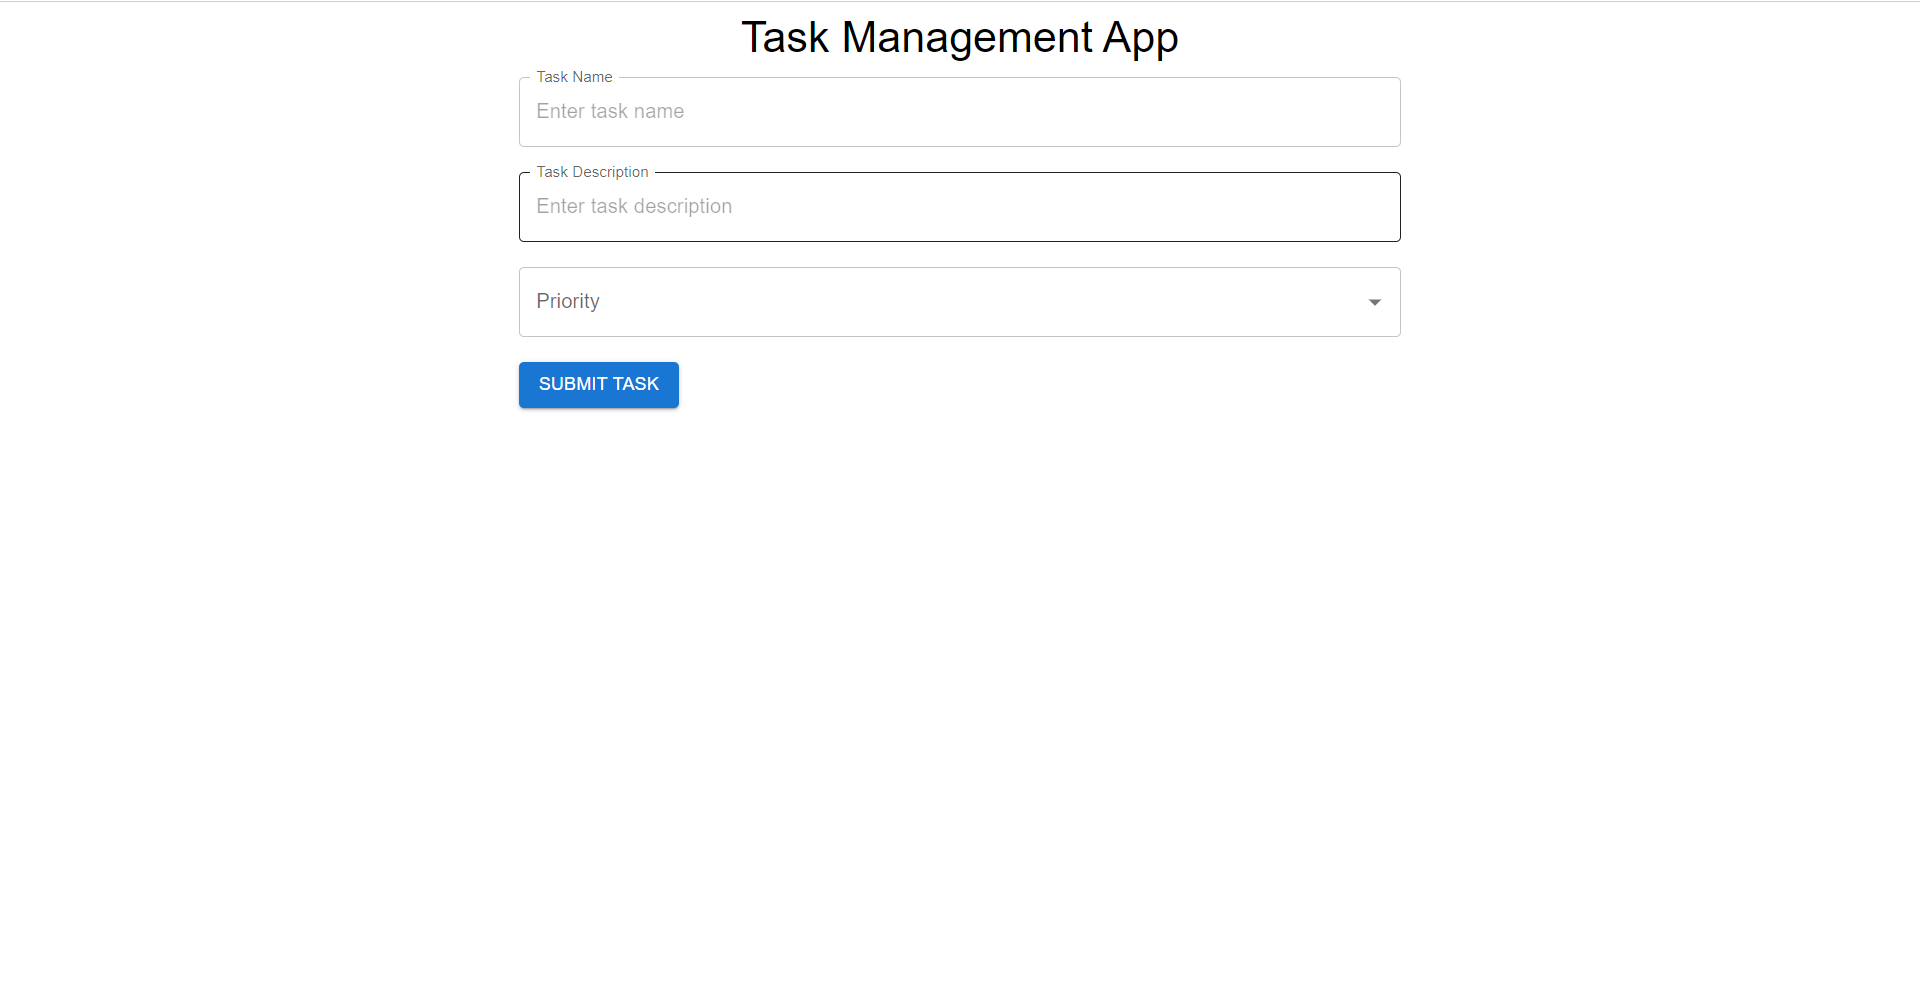 Task Management App
Task Name
Enter task name
Task Description
Enter task description
Priority
SUBMIT TASK